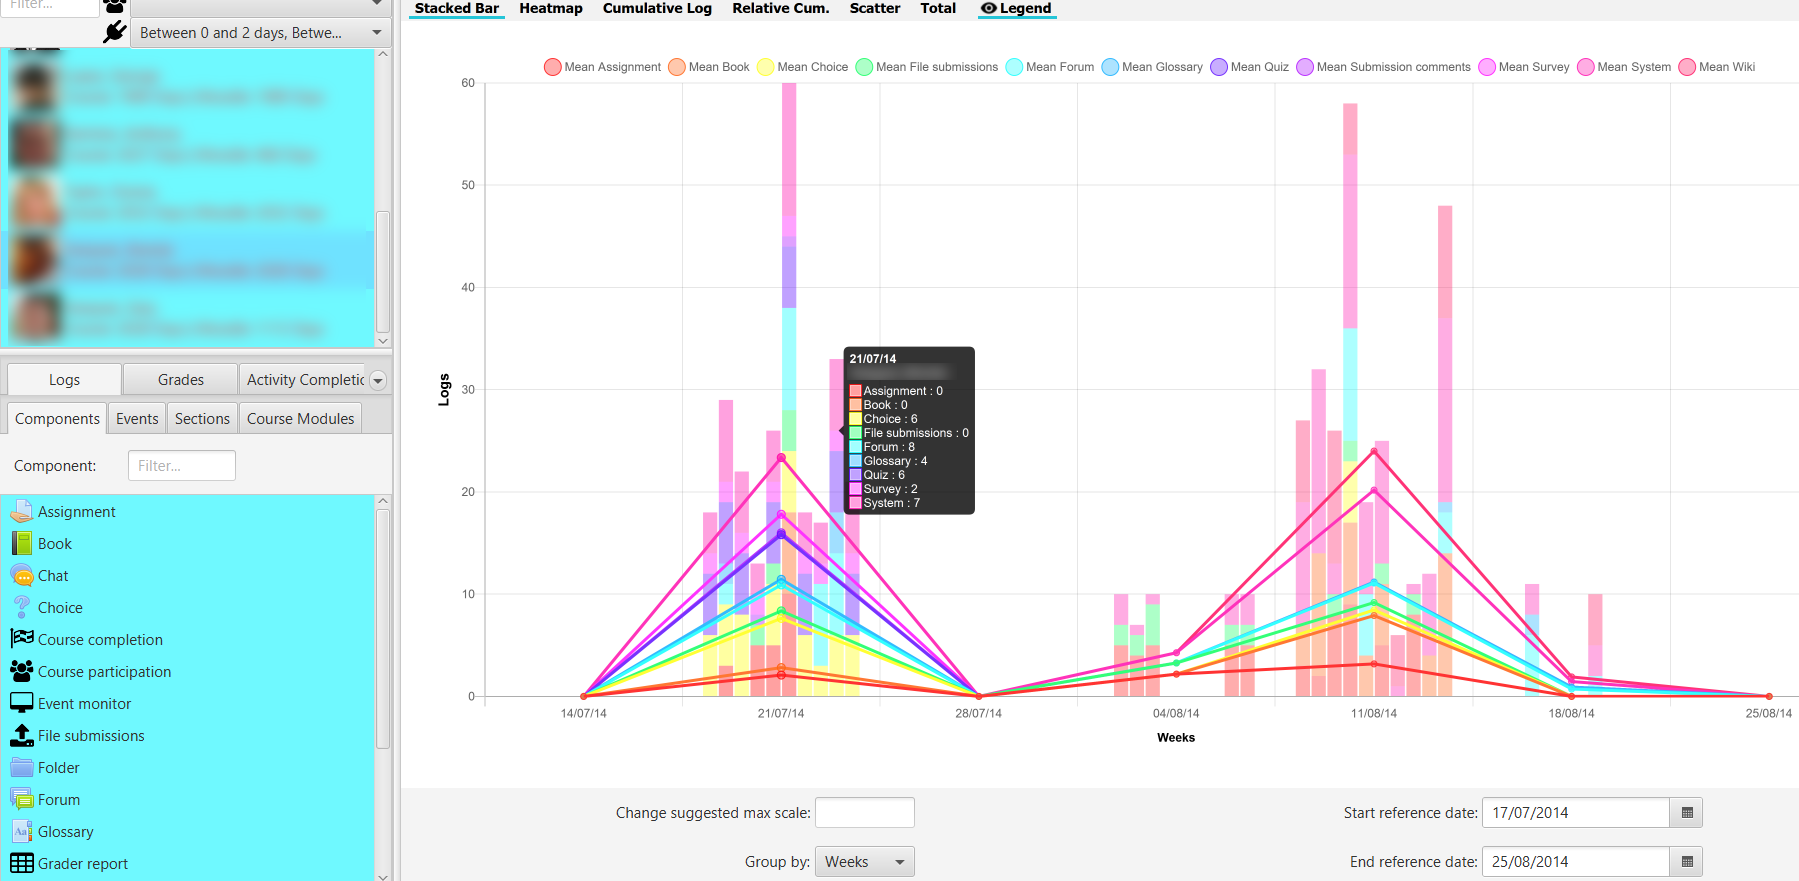 Filter...
Between 0 and 2 days, Betwe...
Logs Grades Activity Completic
Components Events Sections Course Modules
Component: Filter...
Assignment
Book
Chat
Choice
Course completion
Course participation
Event monitor
File submissions
Folder
Forum
Glossary
Grader report
Stacked Bar Heatmap Cumulative Log Relative Cum. Scatter Total Legend
Mean Assignment Mean Book Mean Choice Mean File submissions Mean Forum Mean Glossary Mean Quiz Mean Submission comments Mean Survey Mean System Mean Wiki
60
50
40
30
20
10
0
Logs
21/07/14
Assignment : 0
Book : 0
Choice : 6
File submissions : 0
Forum : 8
Glossary : 4
Quiz : 6
Survey : 2
System : 7
14/07/14 21/07/14 28/07/14 04/08/14 11/08/14 18/08/14 25/08/14
Weeks
Change suggested max scale:
Start reference date: 17/07/2014
Group by: Weeks
End reference date: 25/08/2014